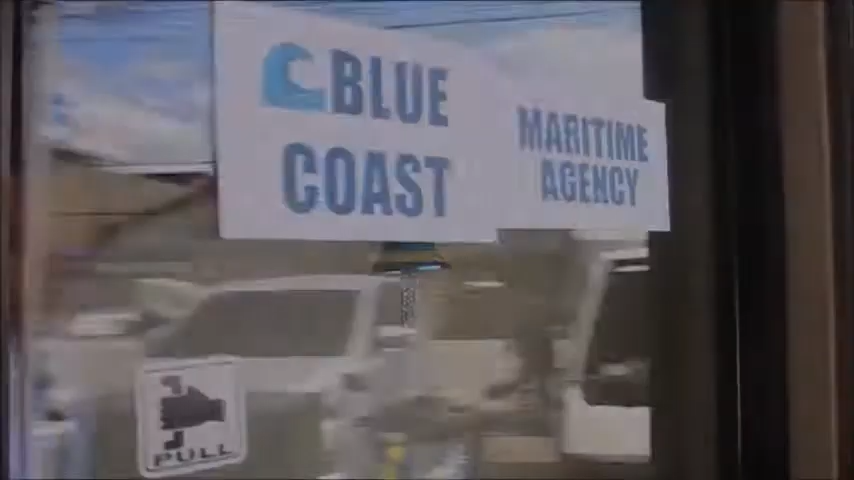 BLUE
COAST
MARITIME
AGENCY
PULL